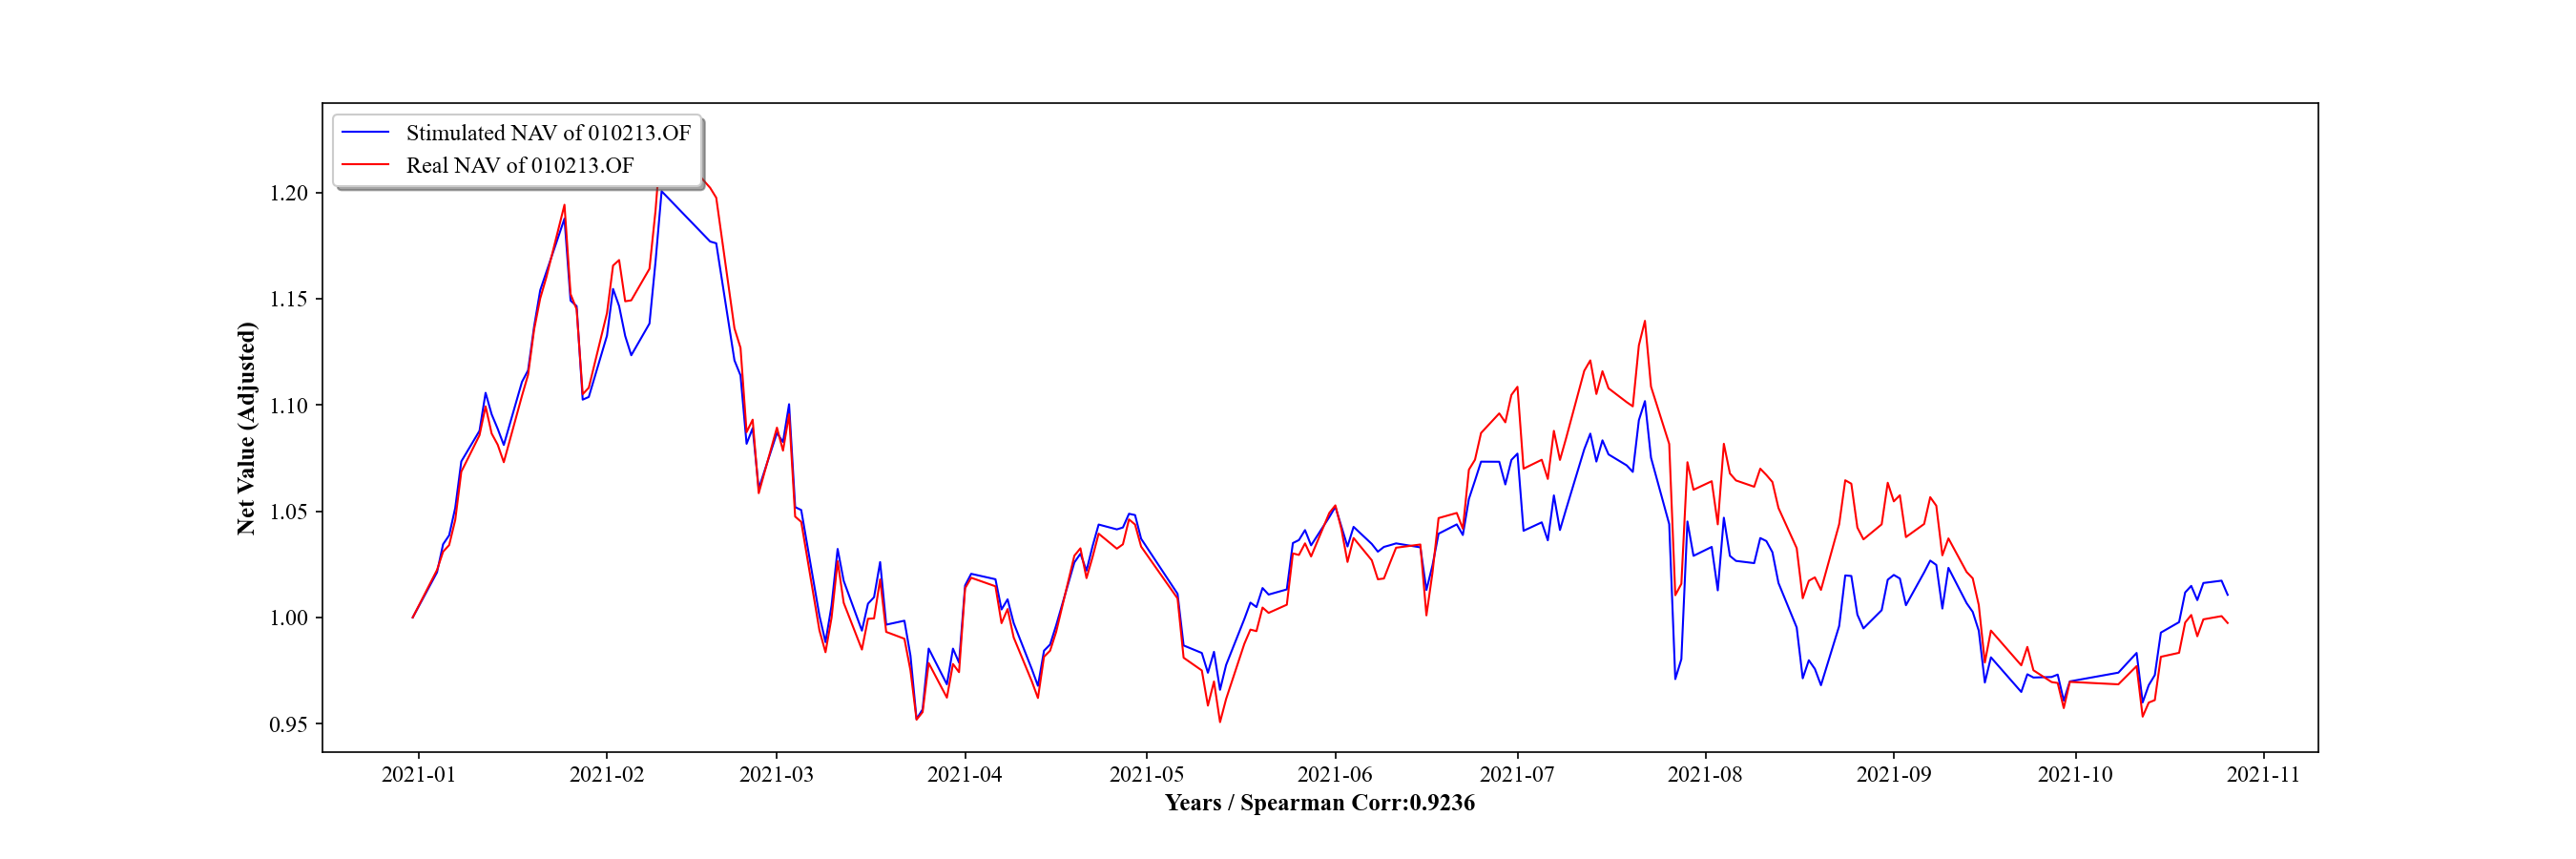 Stimulated NAV of 010213.OF
Real NAV of 010213.OF
Net Value (Adjusted)
1.20
1.15
1.10
1.05
1.00
0.95
2021-01 2021-02 2021-03 2021-04 2021-05 2021-06 2021-07 2021-08 2021-09 2021-10 2021-11
Years / Spearman Corr:0.9236